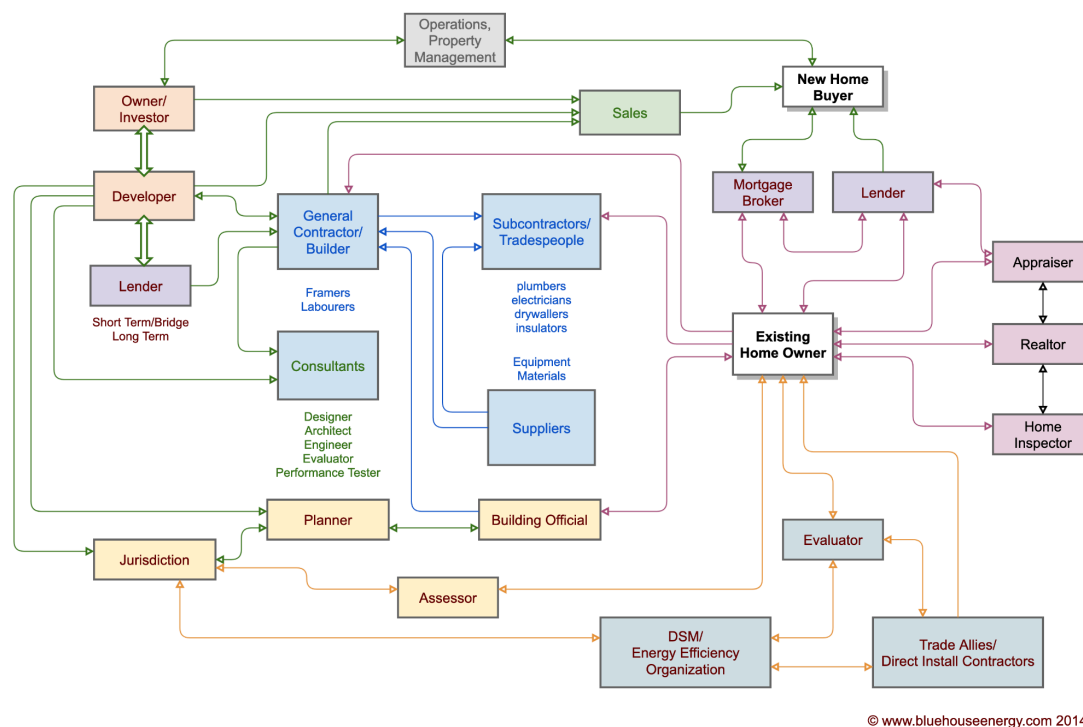 Operations,
Property
Management
New Home
Buyer
Owner/
Investor
Sales
Developer
General
Contractor/
Builder
Subcontractors/
Tradespeople
Mortgage
Broker
Lender
Appraiser
Lender
Short Term/Bridge
Long Term
Framers
Labourers
plumbers
electricians
drywallers
insulators
Existing
Home Owner
Realtor
Consultants
Equipment
Materials
Suppliers
Home
Inspector
Designer
Architect
Engineer
Evaluator
Performance Tester
Planner
Building Official
Evaluator
Jurisdiction
Assessor
DSM/
Energy Efficiency
Organization
Trade Allies/
Direct Install Contractors
© www.bluehouseenergy.com 2014